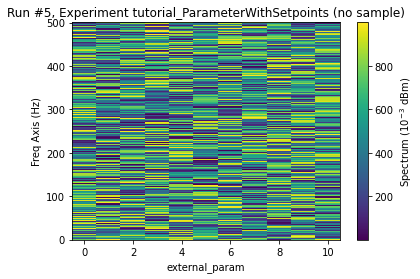 Run #5, Experiment tutorial_ParameterWithSetpoints (no sample)
500
400
300
200
100
0
Freq Axis (Hz)
0 2 4 6 8 10
external_param
800
600
400
200
Spectrum (10⁻³ dBm)